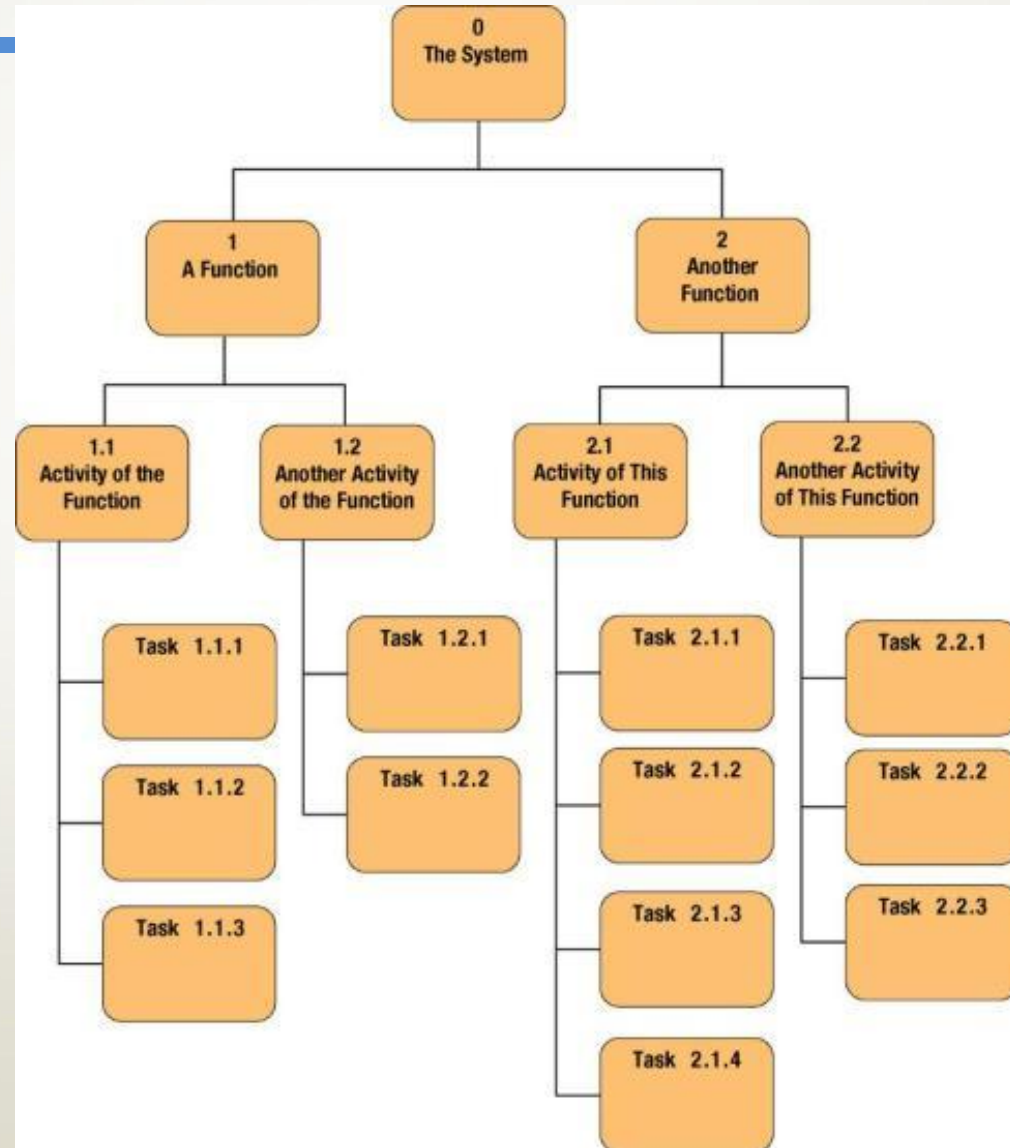 0
The System
1
A Function
2
Another
Function
1.1
Activity of the
Function
1.2
Another Activity
of the Function
2.1
Activity of This
Function
2.2
Another Activity
of This Function
Task 1.1.1
Task 1.1.2
Task 1.1.3
Task 1.2.1
Task 1.2.2
Task 2.1.1
Task 2.1.2
Task 2.1.3
Task 2.1.4
Task 2.2.1
Task 2.2.2
Task 2.2.3